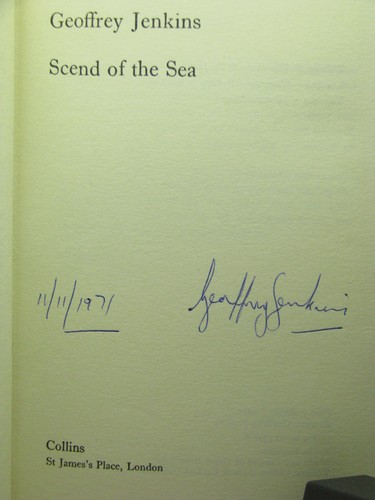 Geoffrey Jenkins
Scend of the Sea
11/11/1971 Geoffrey Jenkins
Collins
St James's Place, London